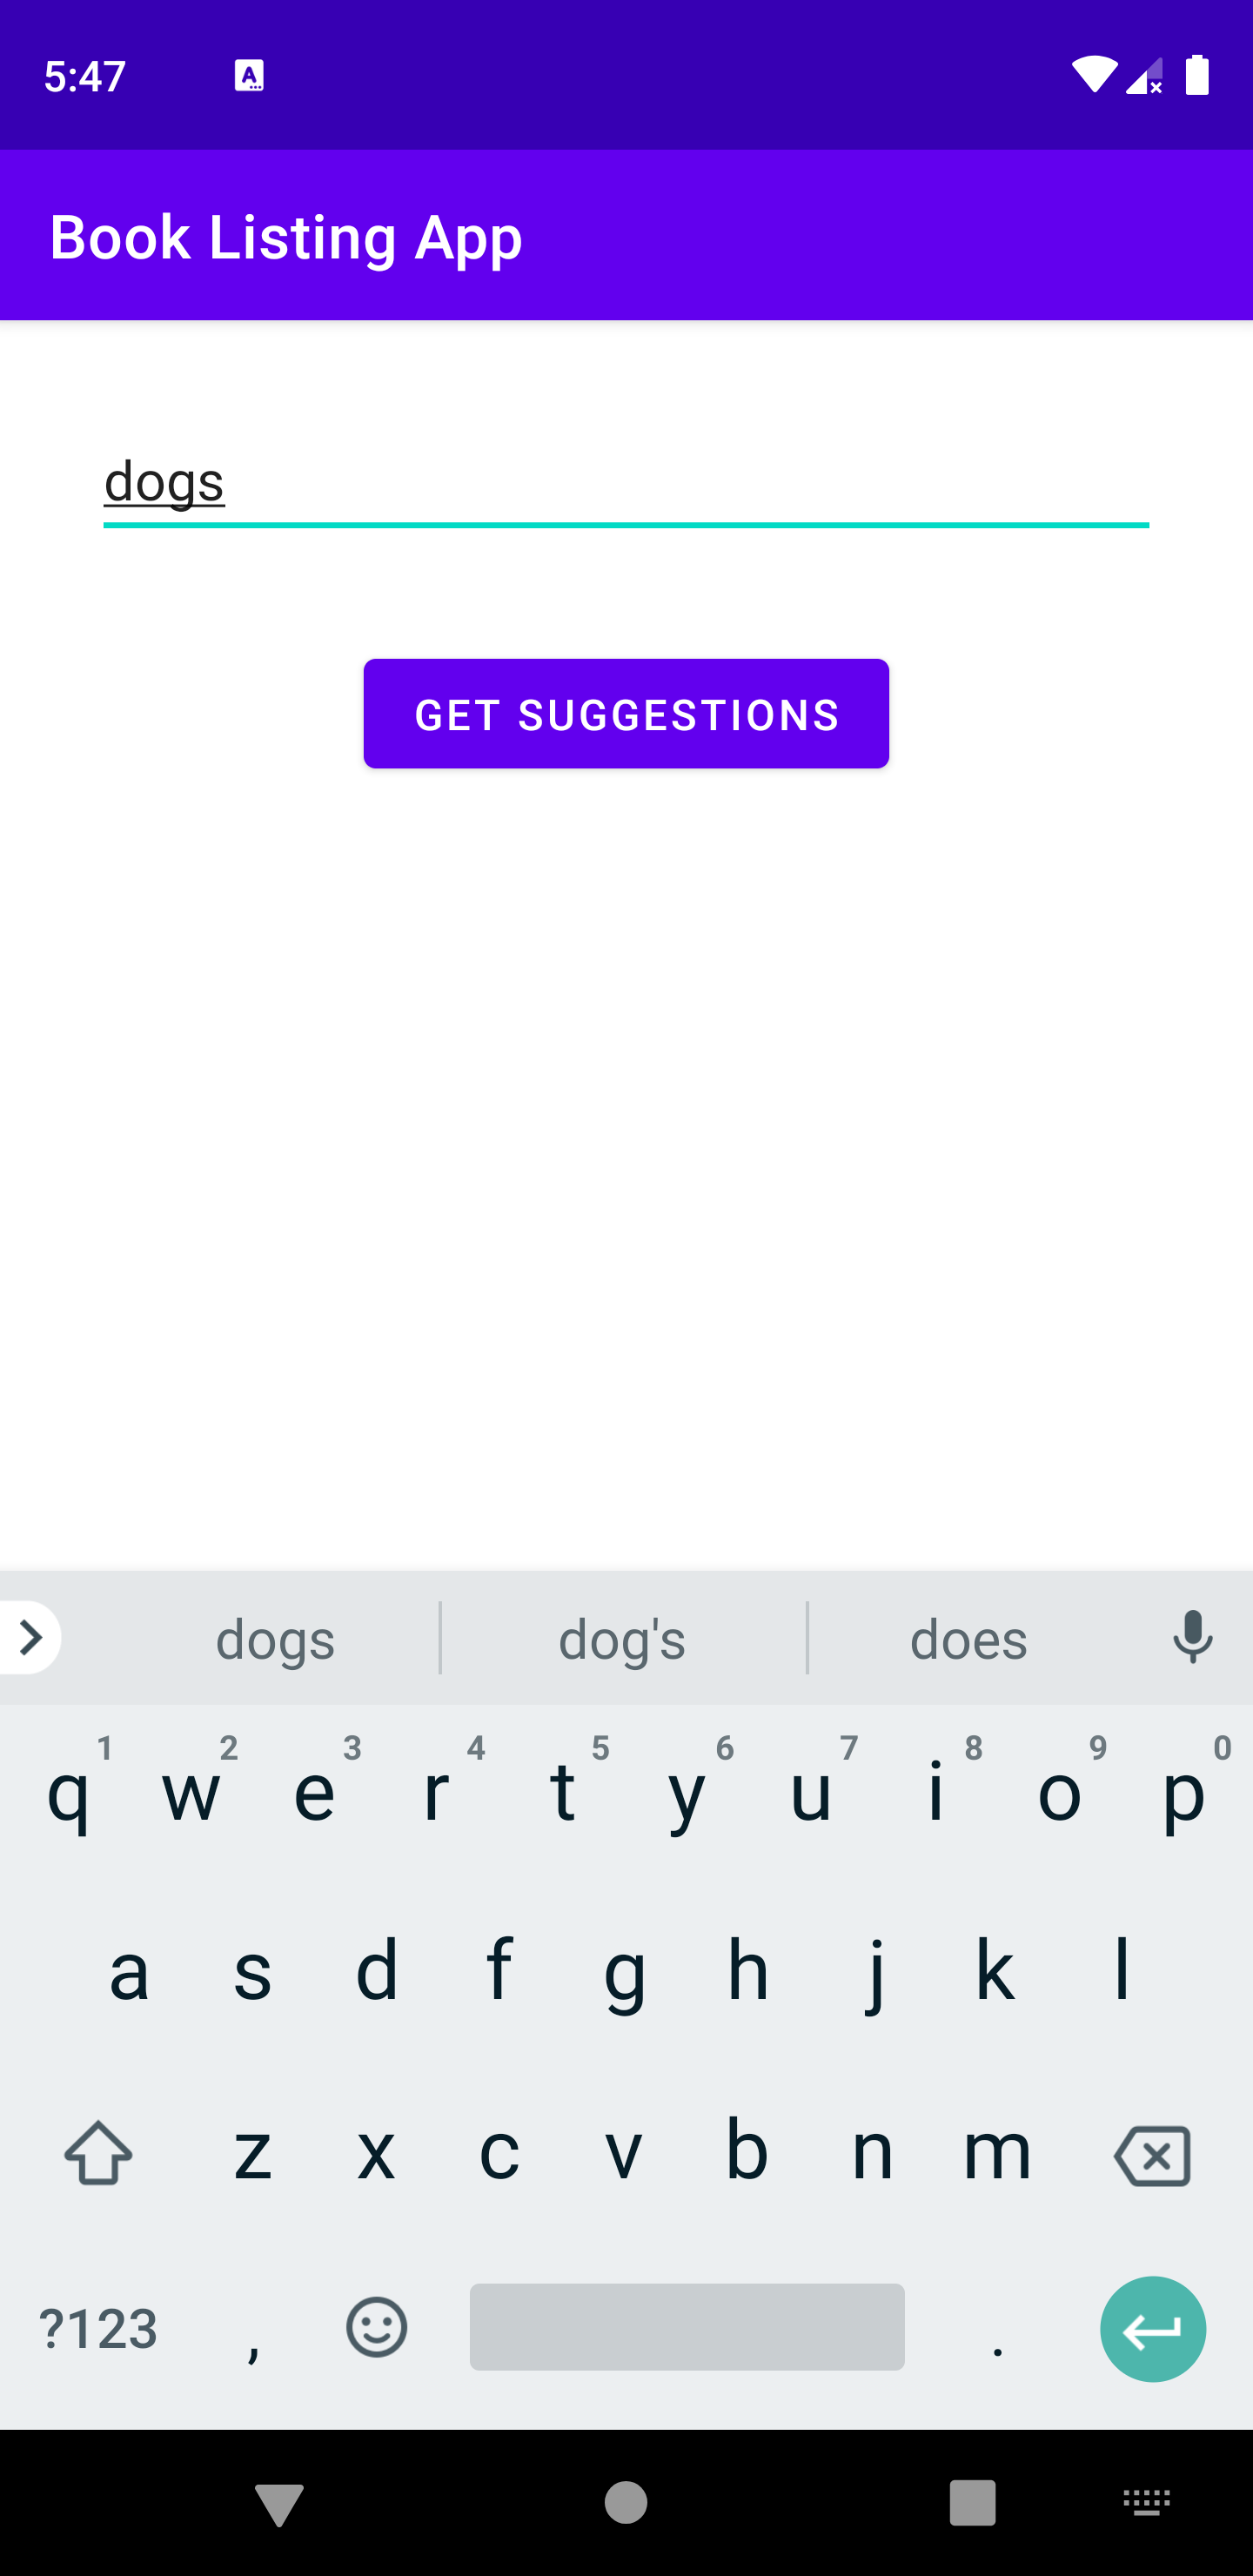 5:47
Book Listing App
dogs
GET SUGGESTIONS
dogs dog's does
1 2 3 4 5 6 7 8 9 0
q w e r t y u i o p
a s d f g h j k l
z x c v b n m
?123 , .